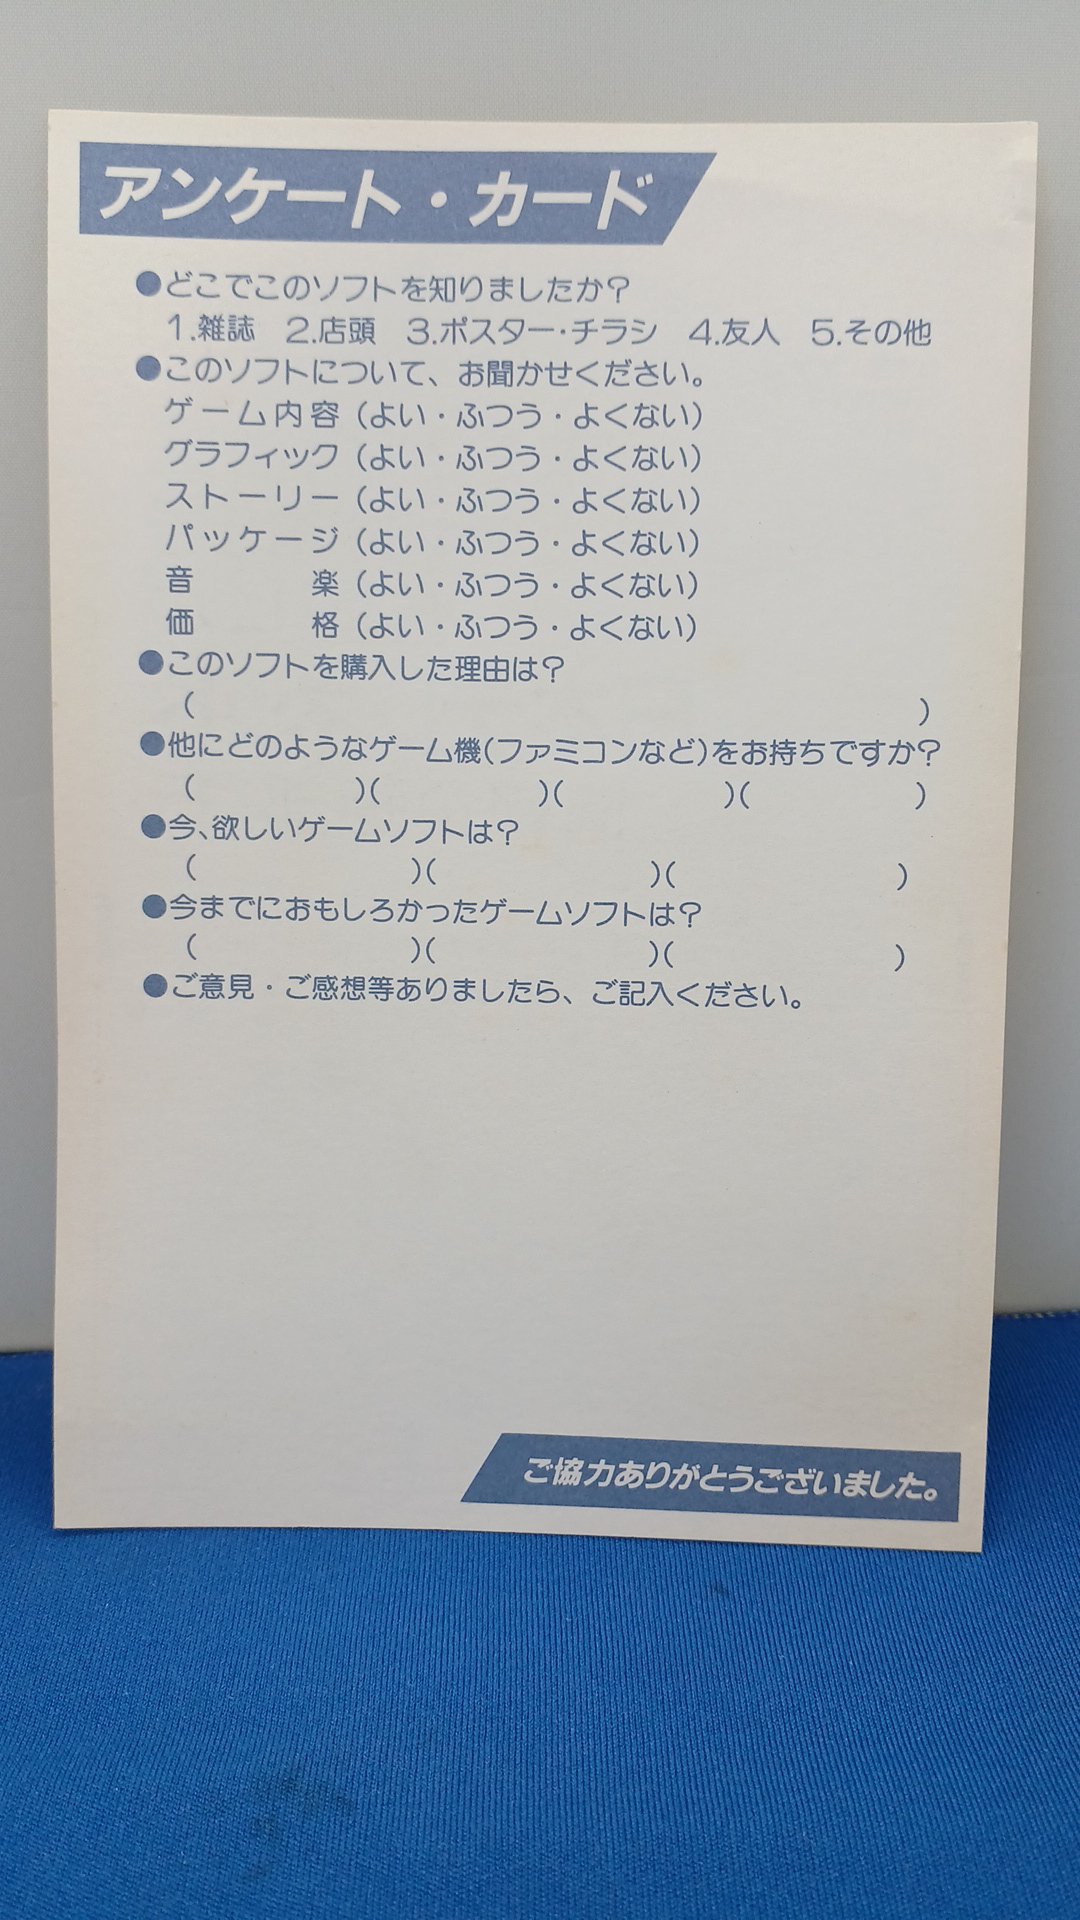 アンケート・カード
●どこでこのソフトを知りましたか？
1.雑誌　2.店頭　3.ポスター・チラシ　4.友人　5.その他
●このソフトについて、お聞かせください。
ゲーム内容（よい・ふつう・よくない）
グラフィック（よい・ふつう・よくない）
ストーリー（よい・ふつう・よくない）
パッケージ（よい・ふつう・よくない）
音　　　　楽（よい・ふつう・よくない）
価　　　　格（よい・ふつう・よくない）
●このソフトを購入した理由は？
（　　　　　　　　　　　　　　　　　　　　　　　　　）
●他にどのようなゲーム機（ファミコンなど）をお持ちですか？
（　　　　　）（　　　　　）（　　　　　）（　　　　　）
●今、欲しいゲームソフトは？
（　　　　　　　）（　　　　　　　）（　　　　　　　）
●今までにおもしろかったゲームソフトは？
（　　　　　　　）（　　　　　　　）（　　　　　　　）
●ご意見・ご感想等ありましたら、ご記入ください。
ご協力ありがとうございました。